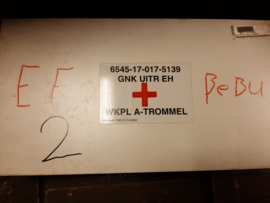 6545-17-017-5139
GNK UITR EH
WKPL A-TROMMEL
EF
2
BeBU